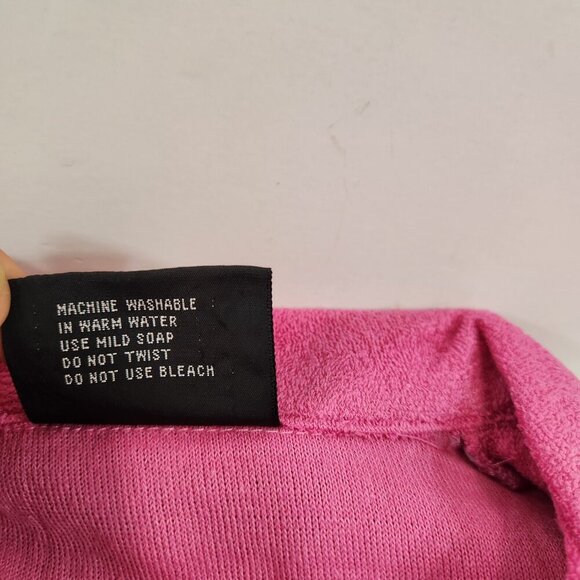 MACHINE WASHABLE
IN WARM WATER
USE MILD SOAP
DO NOT TWIST
DO NOT USE BLEACH